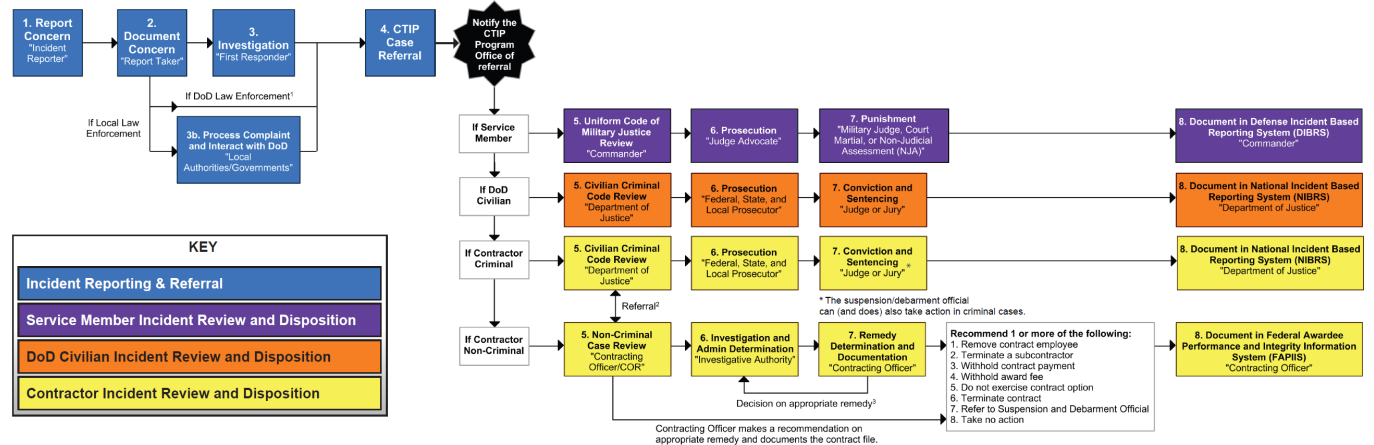 1. Report
Concern
"Incident
Reporter"
2.
Document
Concern
"Report Taker"
3.
Investigation
"First Responder"
4. CTIP
Case
Referral
Notify the
CTIP
Program
Office of
referral
If DoD Law Enforcement¹
If Local Law
Enforcement
3b. Process Complaint
and Interact with DoD
"Local
Authorities/Governments"
If Service
Member
5. Uniform Code of
Military Justice
Review
"Commander"
6. Prosecution
"Judge Advocate"
7. Punishment
"Military Judge, Court
Martial, or Non-Judicial
Assessment (NJA)"
8. Document in Defense Incident Based
Reporting System (DIBRS)
"Commander"
If DoD
Civilian
5. Civilian Criminal
Code Review
"Department of
Justice"
6. Prosecution
"Federal, State, and
Local Prosecutor"
7. Conviction and
Sentencing
"Judge or Jury"
8. Document in National Incident Based
Reporting System (NIBRS)
"Department of Justice"
If Contractor
Criminal
5. Civilian Criminal
Code Review
"Department of
Justice"
6. Prosecution
"Federal, State, and
Local Prosecutor"
7. Conviction and
Sentencing
"Judge or Jury" *
8. Document in National Incident Based
Reporting System (NIBRS)
"Department of Justice"
Referral²
* The suspension/debarment official
can (and does) also take action in criminal cases.
If Contractor
Non-Criminal
5. Non-Criminal
Case Review
"Contracting
Officer/COR"
6. Investigation and
Admin Determination
"Investigative Authority"
7. Remedy
Determination and
Documentation
"Contracting Officer"
Recommend 1 or more of the following:
1. Remove contract employee
2. Terminate a subcontractor
3. Withhold contract payment
4. Withhold award fee
5. Do not exercise contract option
6. Terminate contract
7. Refer to Suspension and Debarment Official
8. Take no action
8. Document in Federal Awardee
Performance and Integrity Information
System (FAPIIS)
"Contracting Officer"
Decision on appropriate remedy³
Contracting Officer makes a recommendation on
appropriate remedy and documents the contract file.
KEY
Incident Reporting & Referral
Service Member Incident Review and Disposition
DoD Civilian Incident Review and Disposition
Contractor Incident Review and Disposition